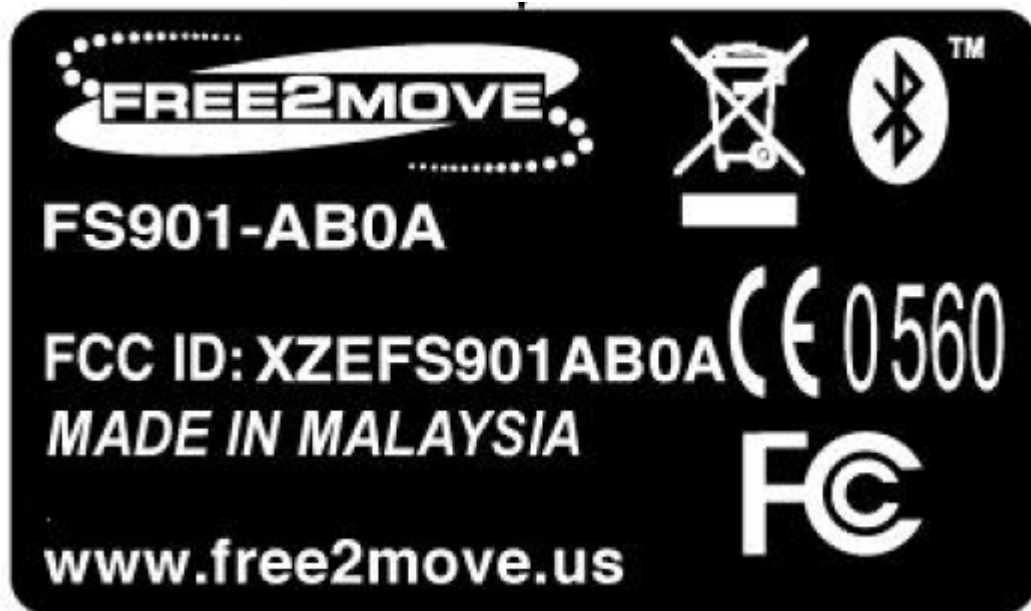 FREE2MOVE
TM
FS901-AB0A
CE 0560
FCC ID: XZEFS901AB0A
MADE IN MALAYSIA
FC
www.free2move.us